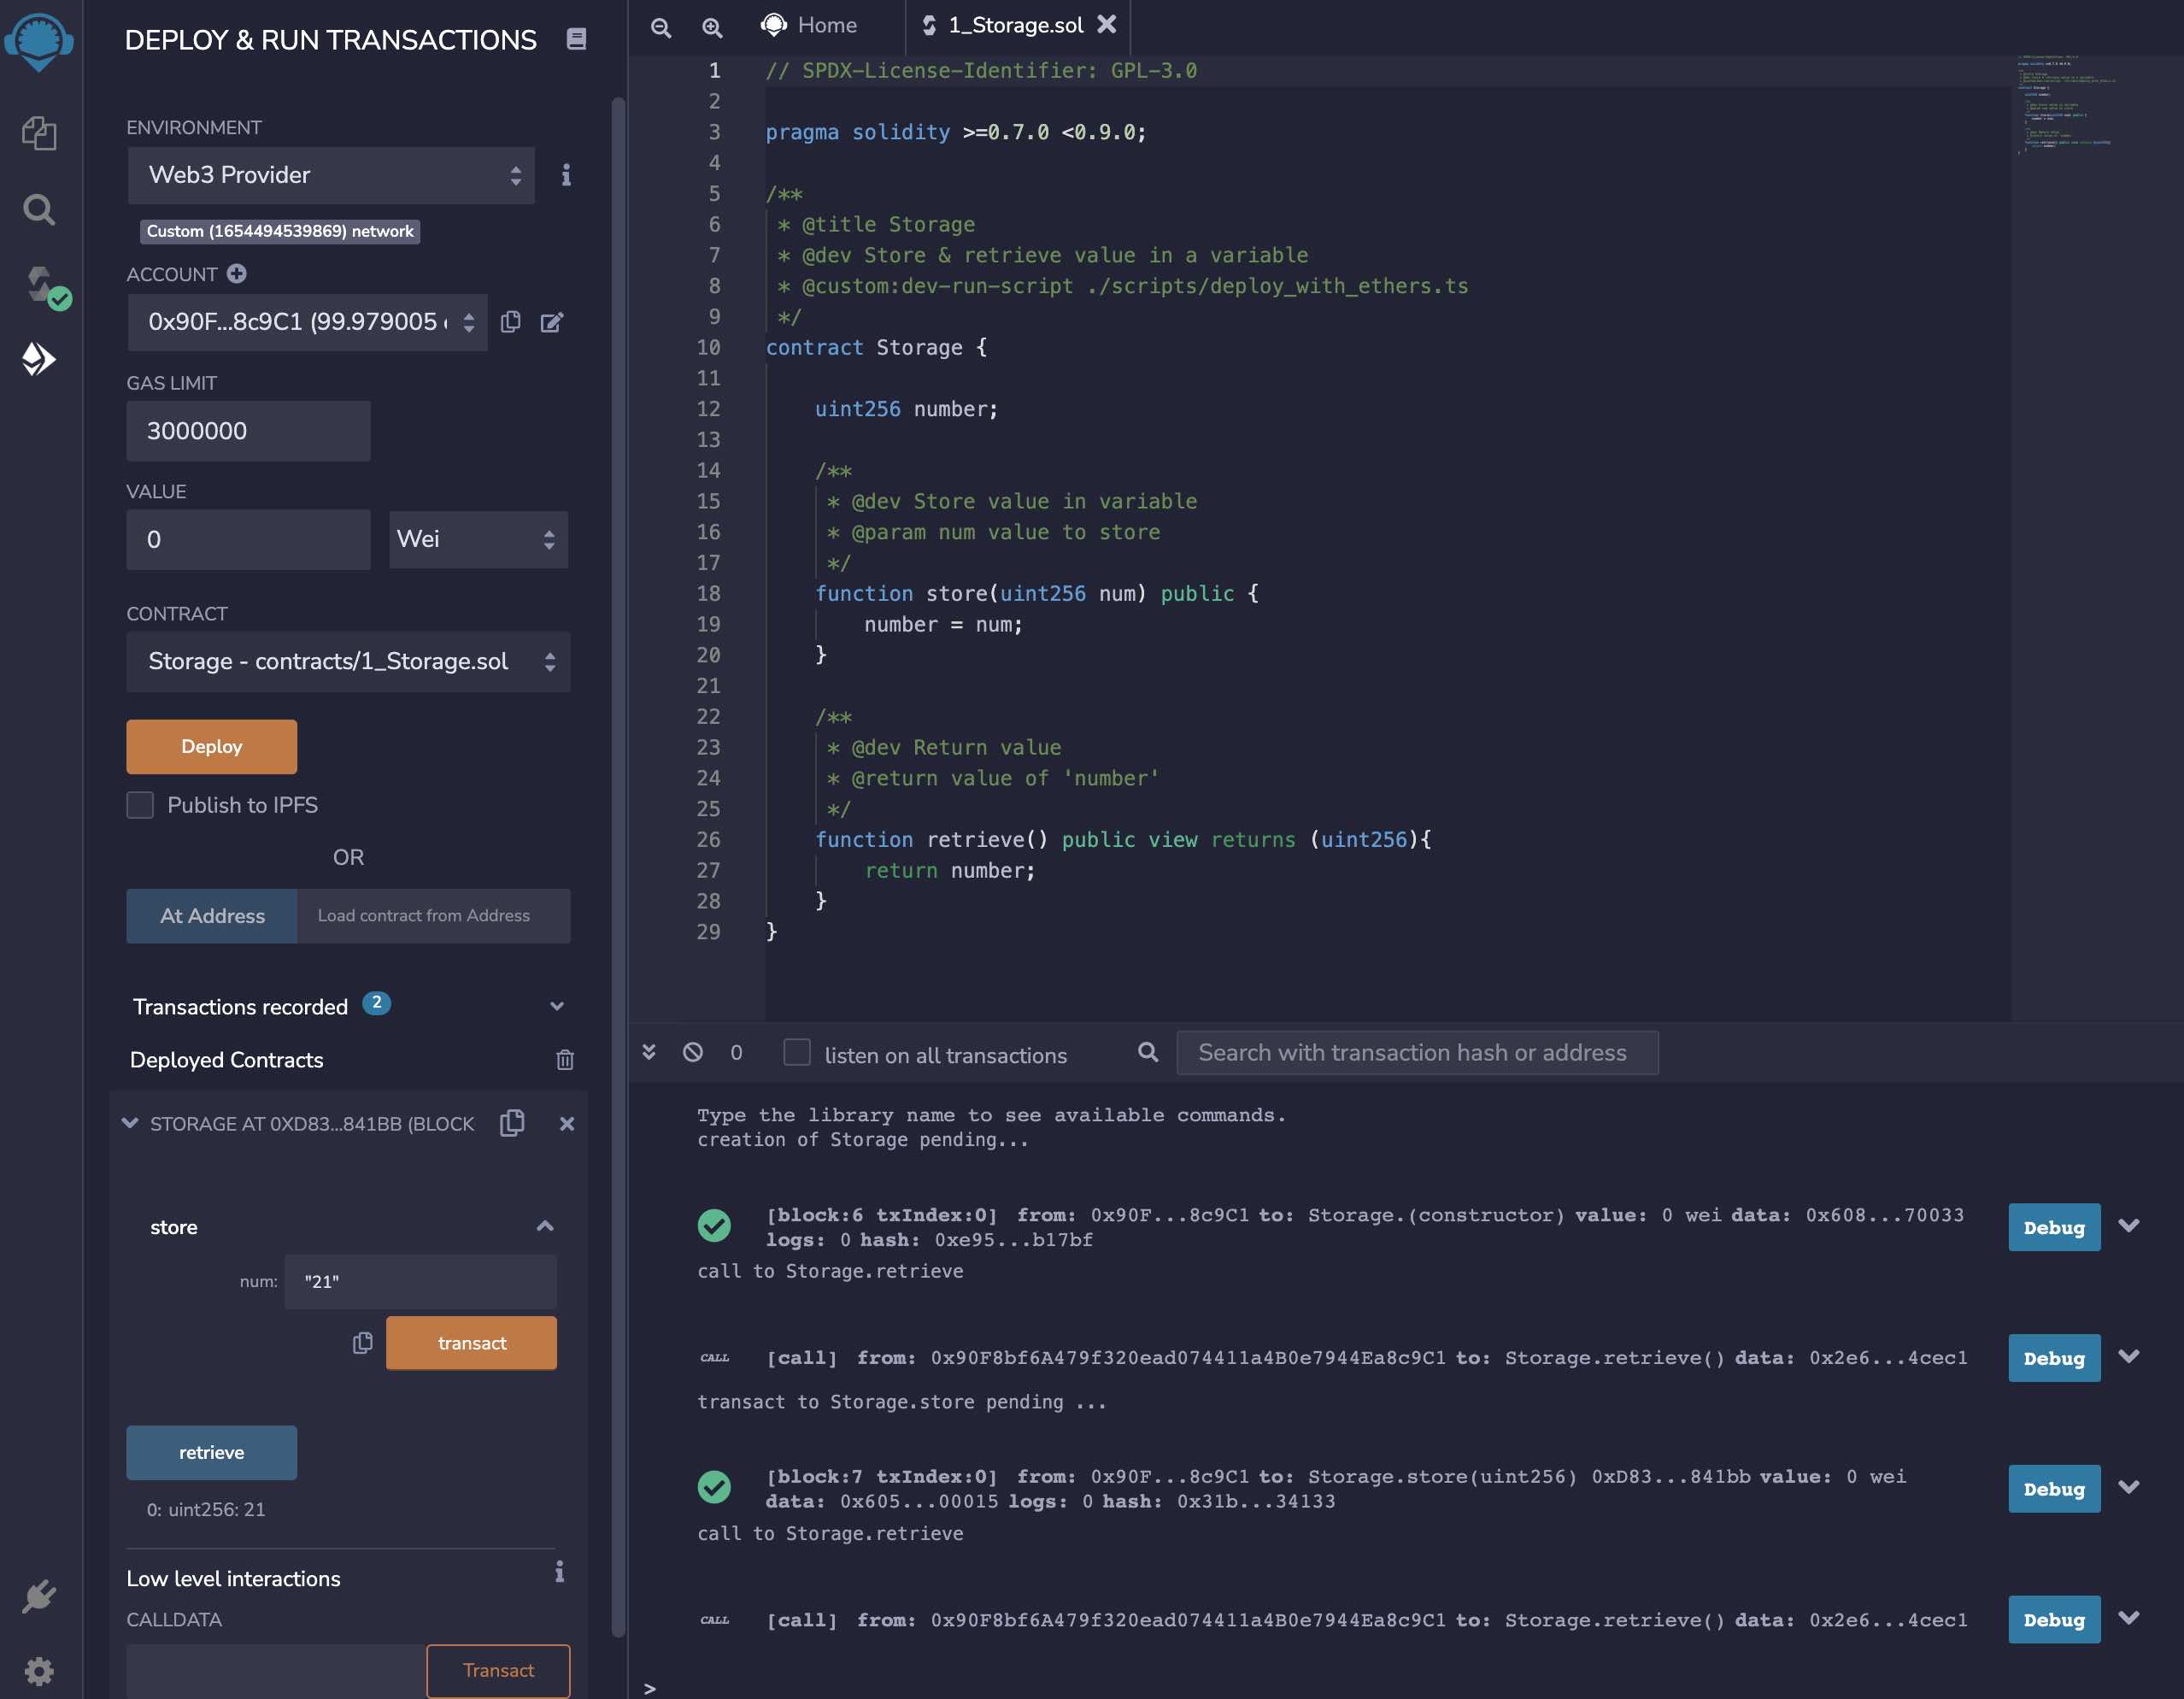 DEPLOY & RUN TRANSACTIONS
ENVIRONMENT
Web3 Provider
Custom (1654494539869) network
ACCOUNT
0x90F...8c9C1 (99.979005
GAS LIMIT
3000000
VALUE
0
Wei
CONTRACT
Storage - contracts/1_Storage.sol
Deploy
Publish to IPFS
OR
At Address
Load contract from Address
Transactions recorded 2
Deployed Contracts
STORAGE AT 0XD83...841BB (BLOCK
store
num: "21"
transact
retrieve
0: uint256: 21
Low level interactions
CALLDATA
Transact
Home
1_Storage.sol
1 // SPDX-License-Identifier: GPL-3.0
2
3 pragma solidity >=0.7.0 <0.9.0;
4
5 /**
6 * @title Storage
7 * @dev Store & retrieve value in a variable
8 * @custom:dev-run-script ./scripts/deploy_with_ethers.ts
9 */
10 contract Storage {
11
12 uint256 number;
13
14 /**
15 * @dev Store value in variable
16 * @param num value to store
17 */
18 function store(uint256 num) public {
19 number = num;
20 }
21
22 /**
23 * @dev Return value
24 * @return value of 'number'
25 */
26 function retrieve() public view returns (uint256){
27 return number;
28 }
29 }
0 listen on all transactions
Search with transaction hash or address
Type the library name to see available commands.
creation of Storage pending...
[block:6 txIndex:0] from: 0x90F...8c9C1 to: Storage.(constructor) value: 0 wei data: 0x608...70033
logs: 0 hash: 0xe95...b17bf
Debug
call to Storage.retrieve
CALL [call] from: 0x90F8bf6A479f320ead074411a4B0e7944Ea8c9C1 to: Storage.retrieve() data: 0x2e6...4cec1
Debug
transact to Storage.store pending ...
[block:7 txIndex:0] from: 0x90F...8c9C1 to: Storage.store(uint256) 0xD83...841bb value: 0 wei
data: 0x605...00015 logs: 0 hash: 0x31b...34133
Debug
call to Storage.retrieve
CALL [call] from: 0x90F8bf6A479f320ead074411a4B0e7944Ea8c9C1 to: Storage.retrieve() data: 0x2e6...4cec1
Debug
>